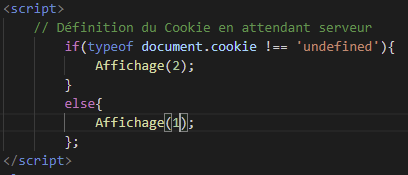 <script>
// Définition du Cookie en attendant serveur
if(typeof document.cookie !== 'undefined'){
Affichage(2);
}
else{
Affichage(1);
};
</script>